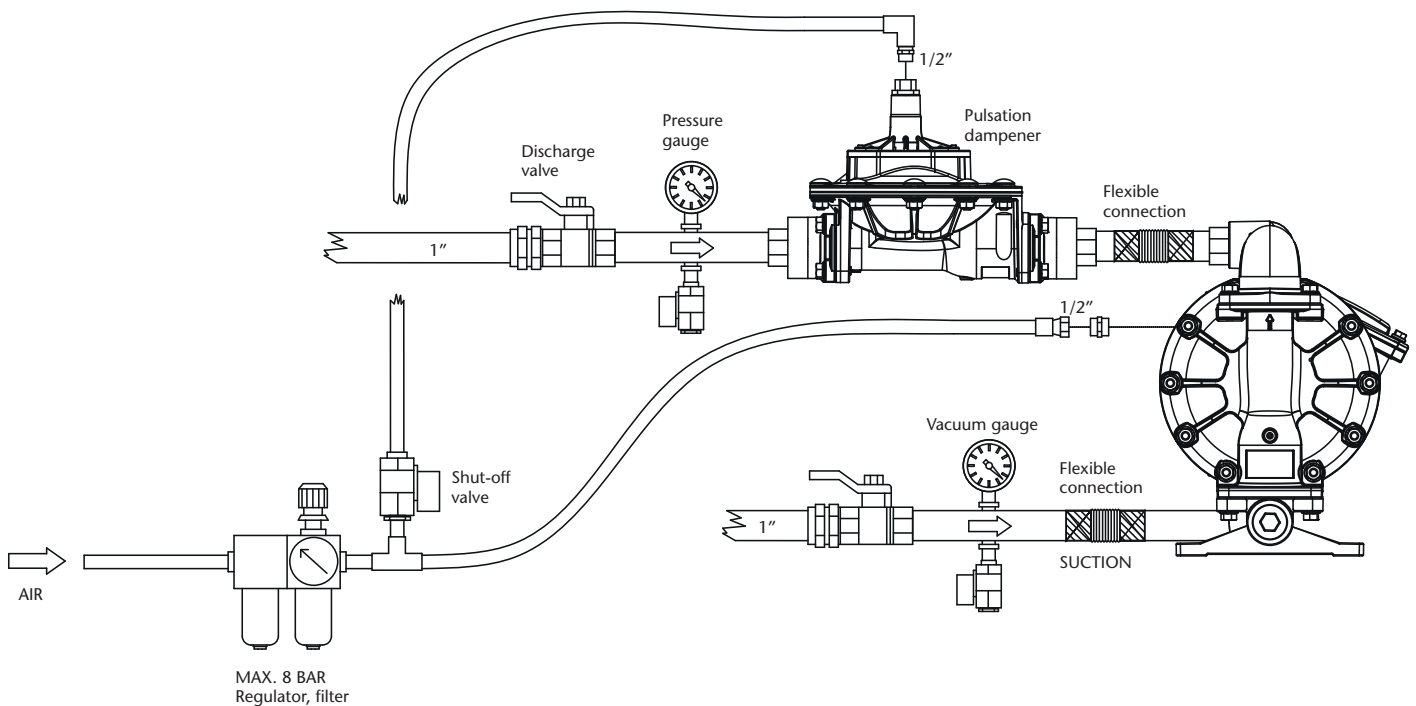 1/2”
Pulsation
dampener
Pressure
gauge
Discharge
valve
Flexible
connection
1”
1/2”
Vacuum gauge
Flexible
connection
Shut-off
valve
1”
SUCTION
AIR
MAX. 8 BAR
Regulator, filter